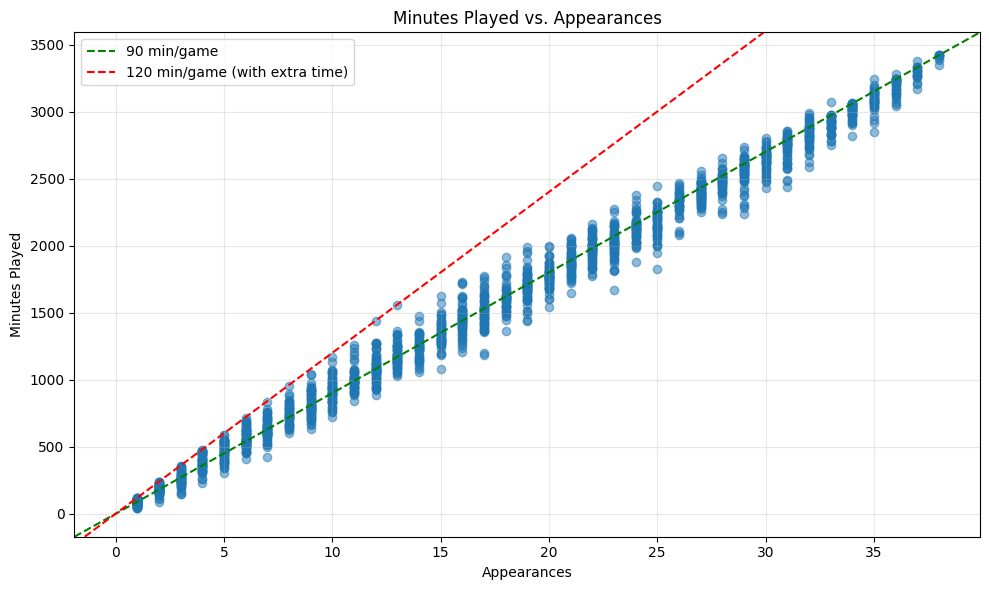 Minutes Played vs. Appearances
90 min/game
120 min/game (with extra time)
Minutes Played
3500
3000
2500
2000
1500
1000
500
0
0 5 10 15 20 25 30 35
Appearances